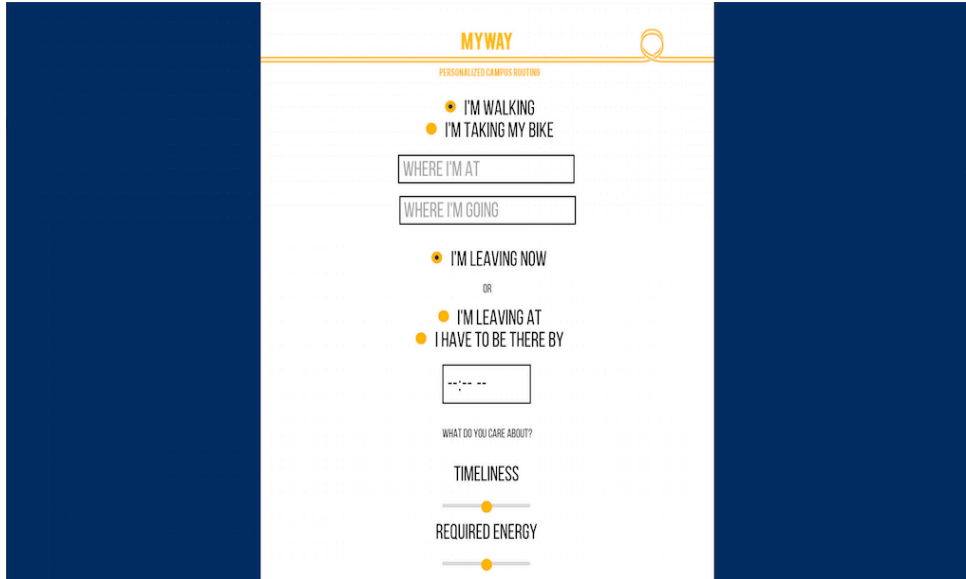 MYWAY
PERSONALIZED CAMPUS ROUTING
I'M WALKING
I'M TAKING MY BIKE
WHERE I'M AT
WHERE I'M GOING
I'M LEAVING NOW
OR
I'M LEAVING AT
I HAVE TO BE THERE BY
--:-- --
WHAT DO YOU CARE ABOUT?
TIMELINESS
REQUIRED ENERGY